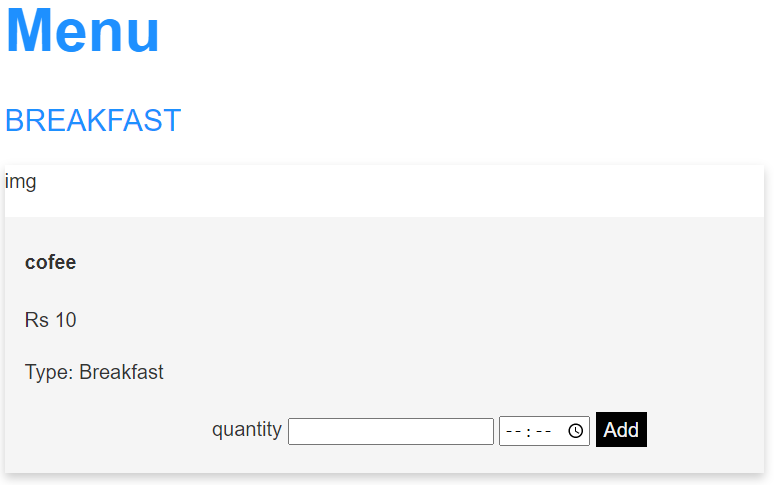 Menu
BREAKFAST
img
cofee
Rs 10
Type: Breakfast
quantity --:-- Add